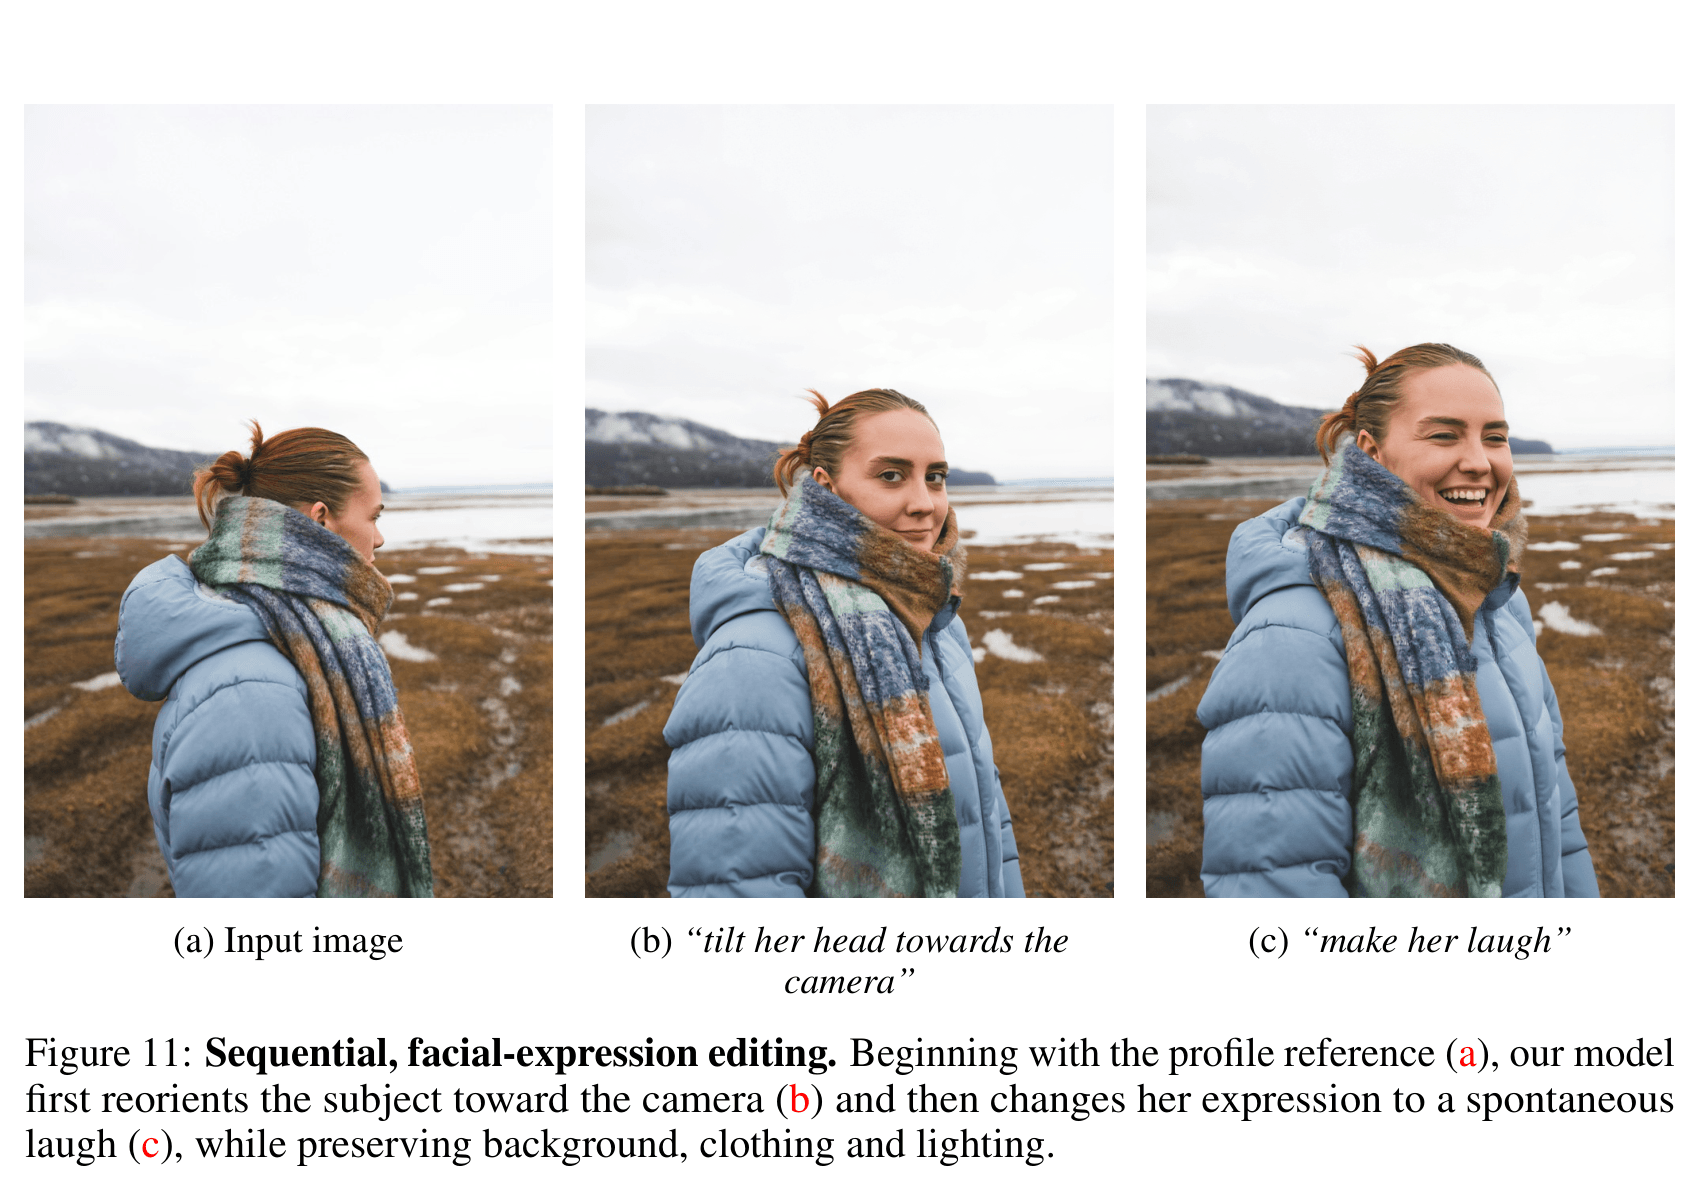 (a) Input image
(b) “tilt her head towards the
camera”
(c) “make her laugh”
Figure 11: Sequential, facial-expression editing. Beginning with the profile reference (a), our model
first reorients the subject toward the camera (b) and then changes her expression to a spontaneous
laugh (c), while preserving background, clothing and lighting.